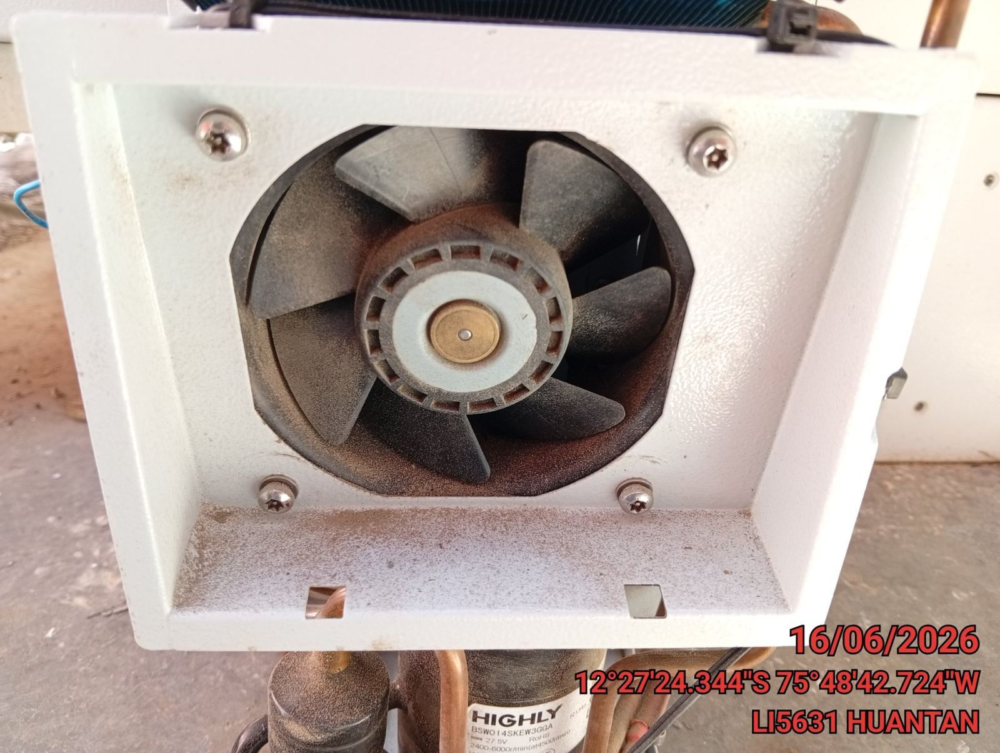 HIGHLY
BSW014SKEW3GGA
27.5V RoHS
2400-6000r/min(at4500r/min)
16/06/2026
12°27'24.344"S 75°48'42.724"W
LI5631 HUANTAN